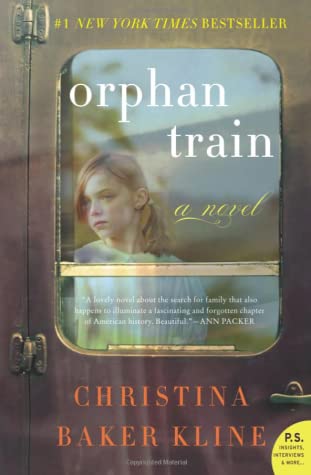 #1 NEW YORK TIMES BESTSELLER
orphan
train
a novel
"A lovely novel about the search for family that also
happens to illuminate a fascinating and forgotten chapter
of American history. Beautiful."—ANN PACKER
CHRISTINA
BAKER KLINE
P.S.
INSIGHTS,
INTERVIEWS
& MORE...